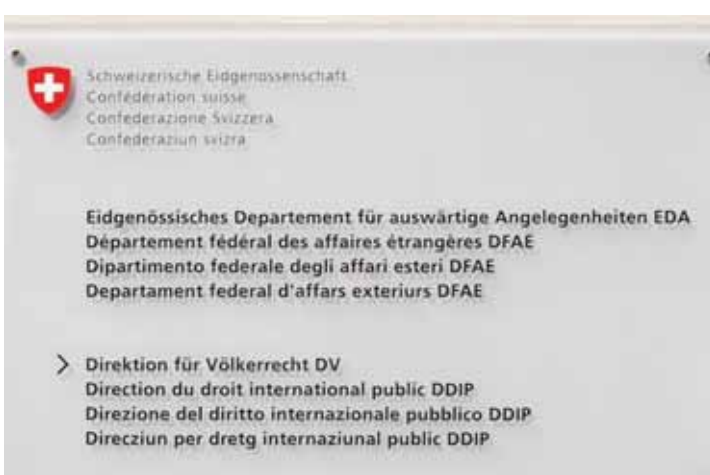 Schweizerische Eidgenossenschaft
Confédération suisse
Confederazione Svizzera
Confederaziun svizra
Eidgenössisches Departement für auswärtige Angelegenheiten EDA
Département fédéral des affaires étrangères DFAE
Dipartimento federale degli affari esteri DFAE
Departament federal d'affars exteriurs DFAE
> Direktion für Völkerrecht DV
Direction du droit international public DDIP
Direzione del diritto internazionale pubblico DDIP
Direcziun per dretg internaziunal public DDIP